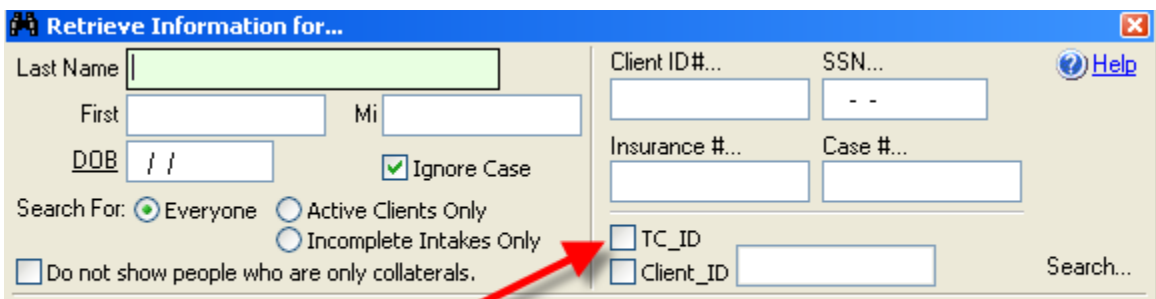 Retrieve Information for...
Last Name
Client ID#...
SSN...
Help
First
Mi
- -
DOB
/ /
Ignore Case
Insurance #...
Case #...
Search For:
Everyone
Active Clients Only
Incomplete Intakes Only
TC_ID
Do not show people who are only collaterals.
Client_ID
Search...